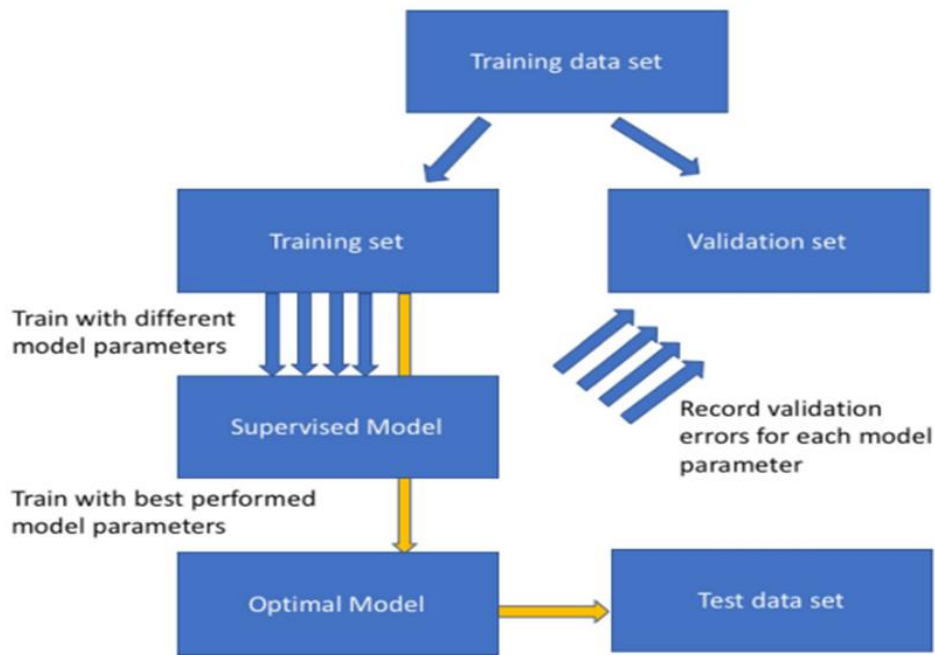 Training data set
Training set
Validation set
Train with different
model parameters
Supervised Model
Record validation
errors for each model
parameter
Train with best performed
model parameters
Optimal Model
Test data set